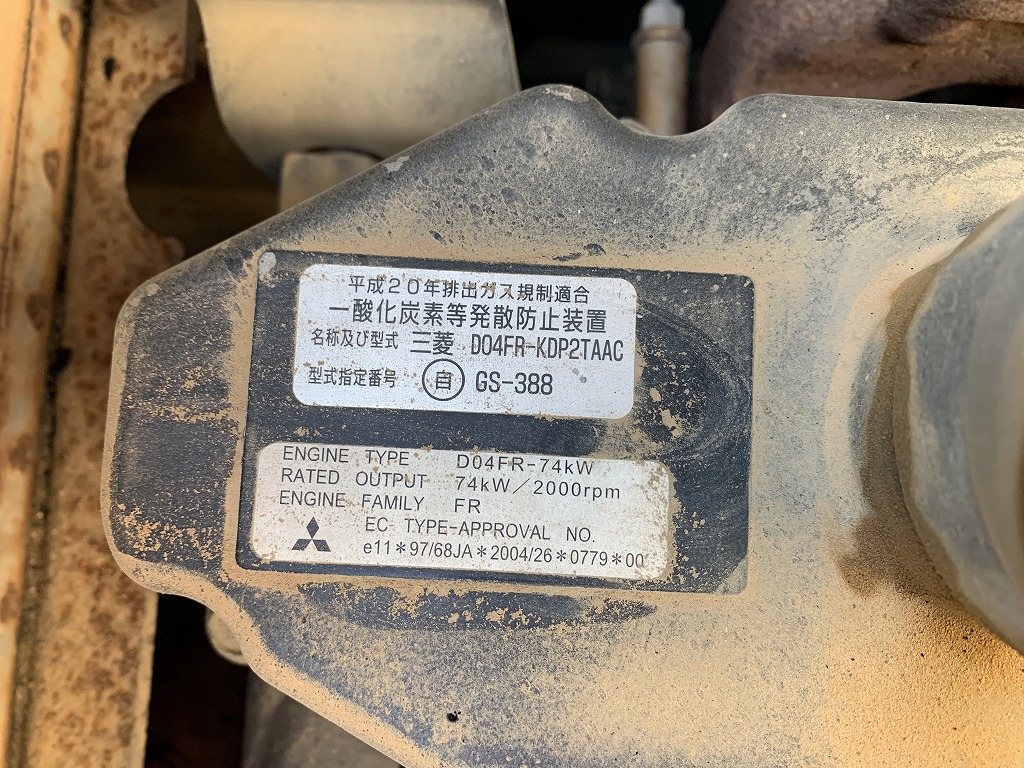 平成20年排出ガス規制適合
一酸化炭素等発散防止装置
名称及び型式 三菱 D04FR-KDP2TAAC
型式指定番号 自 GS-388
ENGINE TYPE D04FR-74kW
RATED OUTPUT 74kW/2000rpm
ENGINE FAMILY FR
EC TYPE-APPROVAL NO.
e11*97/68JA*2004/26*0779*00